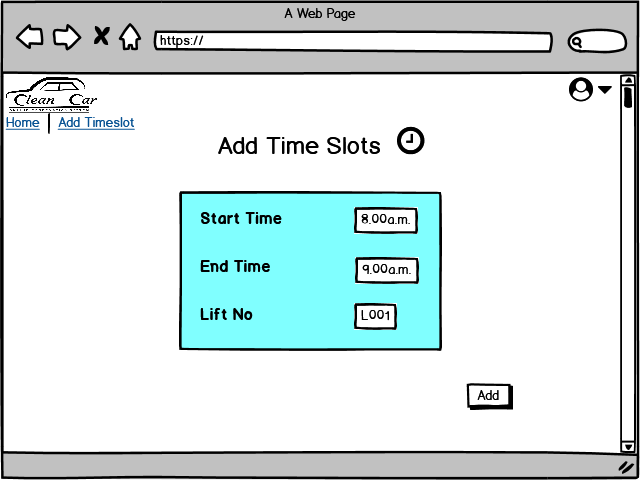 A Web Page
https://
Clean Car
Home | Add Timeslot
Add Time Slots
Start Time 8.00a.m.
End Time 9.00a.m.
Lift No L001
Add